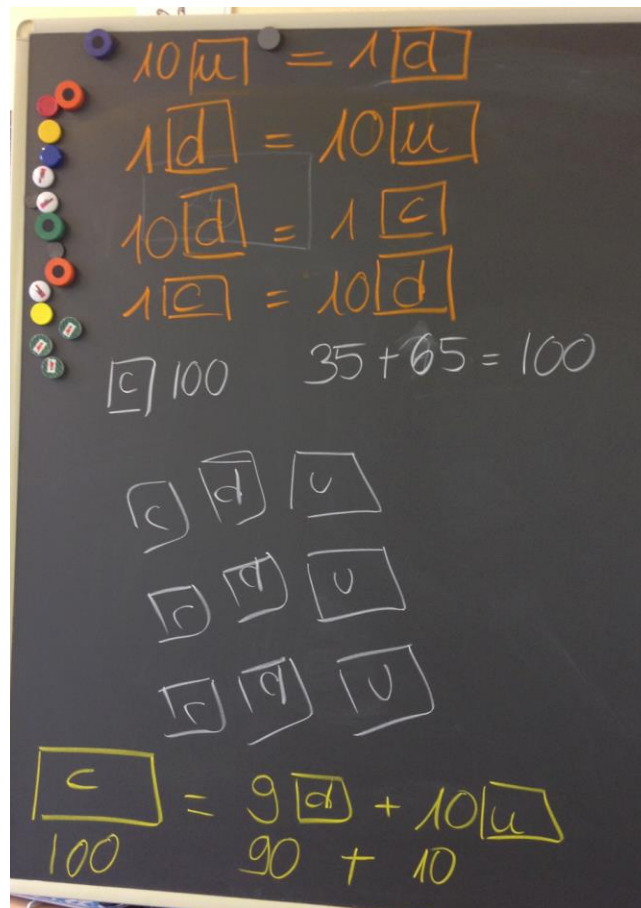 10 u = 1 d
1 d = 10 u
10 d = 1 c
1 c = 10 d
c 100 35 + 65 = 100
c d u
c d u
c d u
c = 9 d + 10 u
100 90 + 10